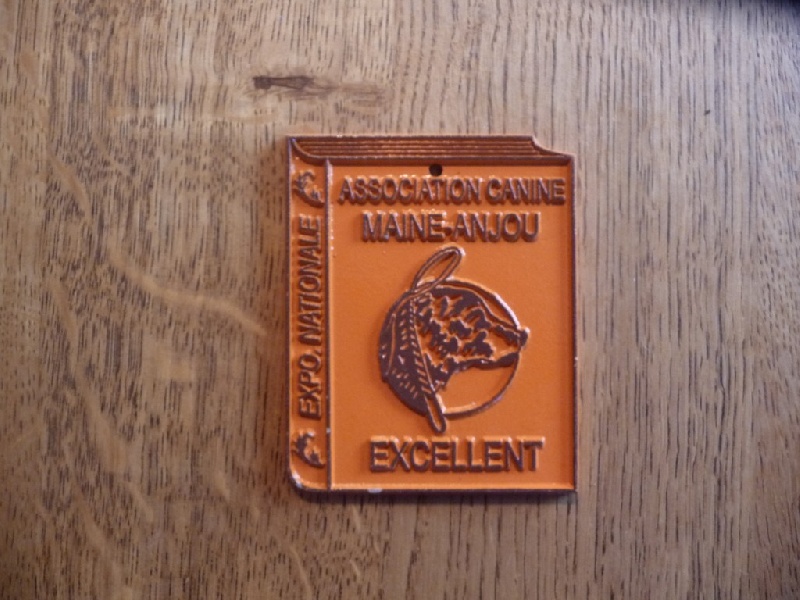 ASSOCIATION CANINE
MAINE-ANJOU
EXPO. NATIONALE
EXCELLENT